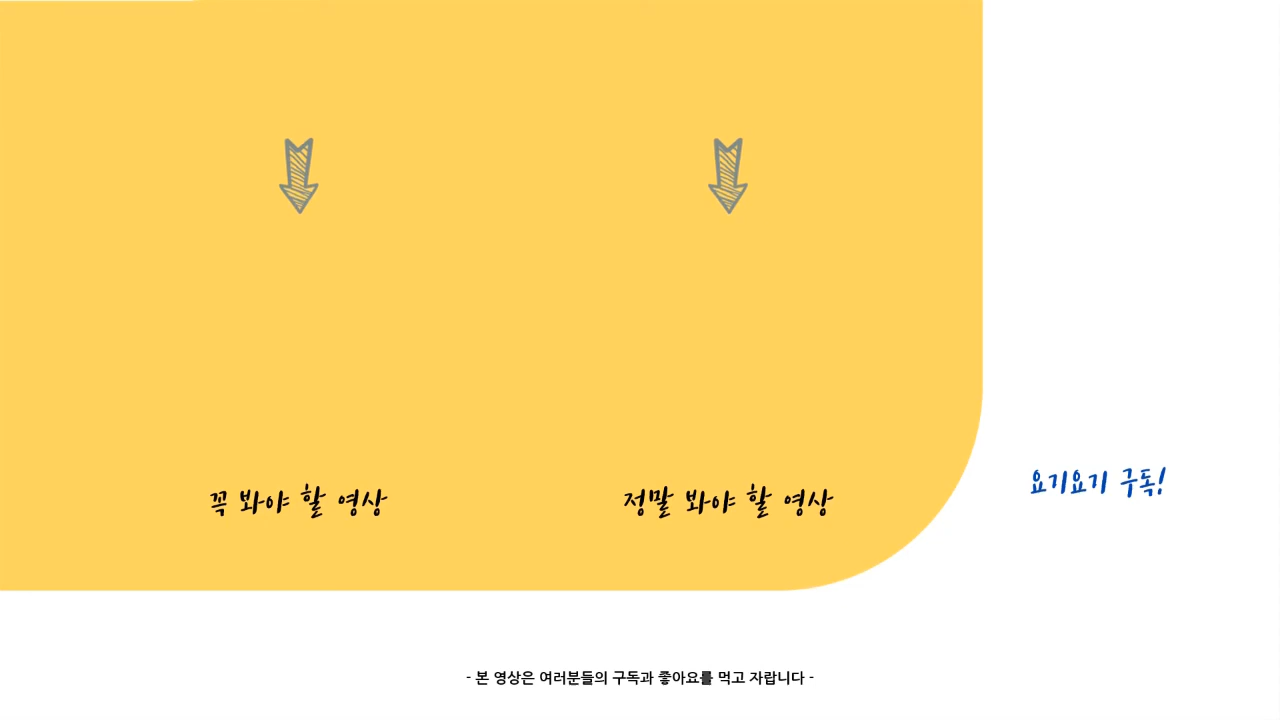 꼭 봐야 할 영상
정말 봐야 할 영상
요기요기 구독!
- 본 영상은 여러분들의 구독과 좋아요를 먹고 자랍니다 -